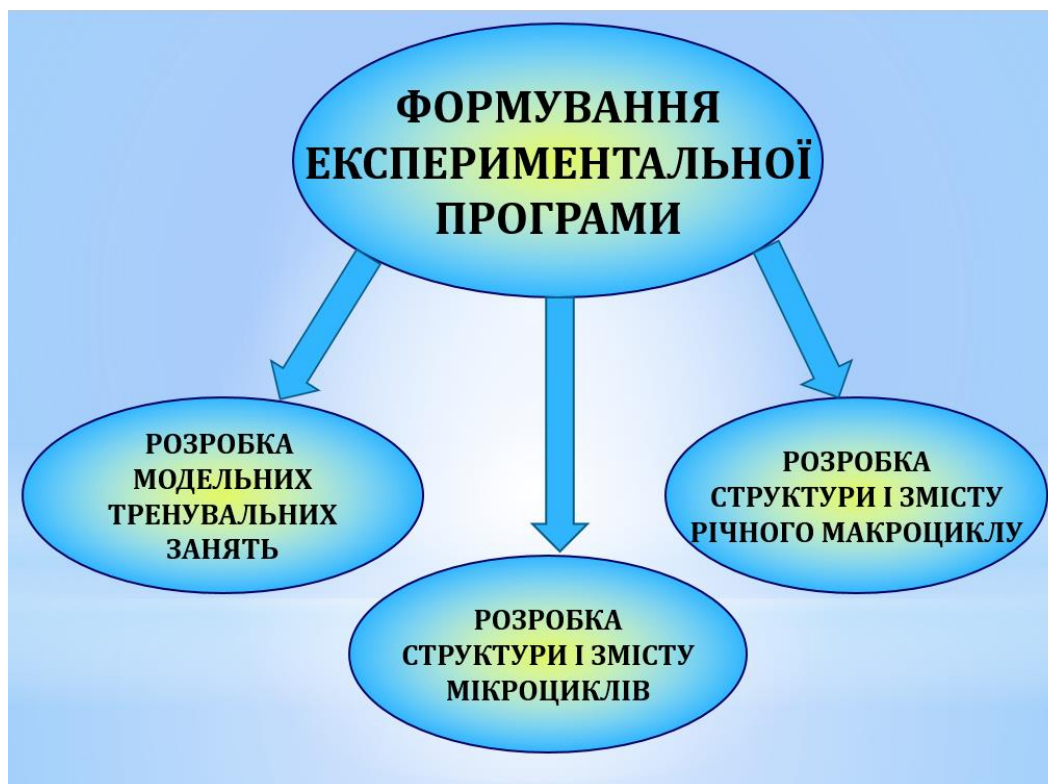 ФОРМУВАННЯ
ЕКСПЕРИМЕНТАЛЬНОЇ
ПРОГРАМИ
РОЗРОБКА
МОДЕЛЬНИХ
ТРЕНУВАЛЬНИХ
ЗАНЯТЬ
РОЗРОБКА
СТРУКТУРИ І ЗМІСТУ
МІКРОЦИКЛІВ
РОЗРОБКА
СТРУКТУРИ І ЗМІСТУ
РІЧНОГО МАКРОЦИКЛУ